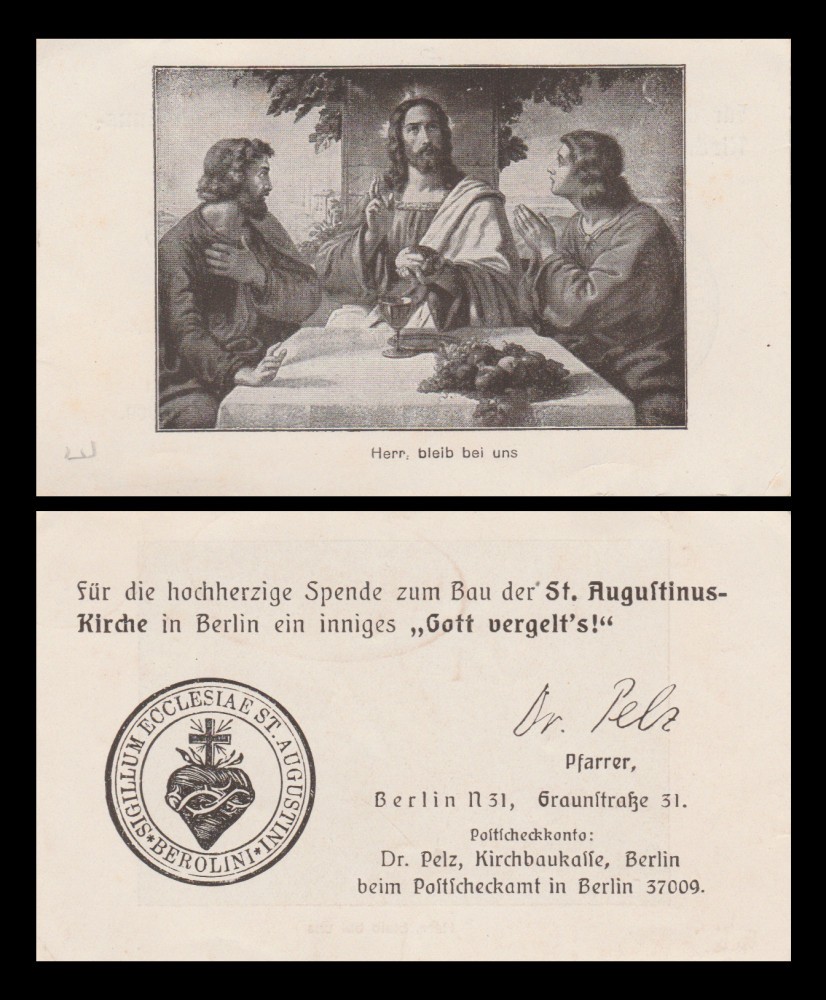 Herr, bleib bei uns
Für die hochherzige Spende zum Bau der St. Auguſtinus-
Kirche in Berlin ein inniges „Gott vergelt's!“
SIGILLUM ECCLESIAE ST. AUGUSTINI
*BEROLINI*
Dr. Pelz
Pfarrer,
Berlin N 31, Graunſtraße 31.
Poſtſcheckkonto:
Dr. Pelz, Kirchbaukaſſe, Berlin
beim Poſtſcheckamt in Berlin 37009.